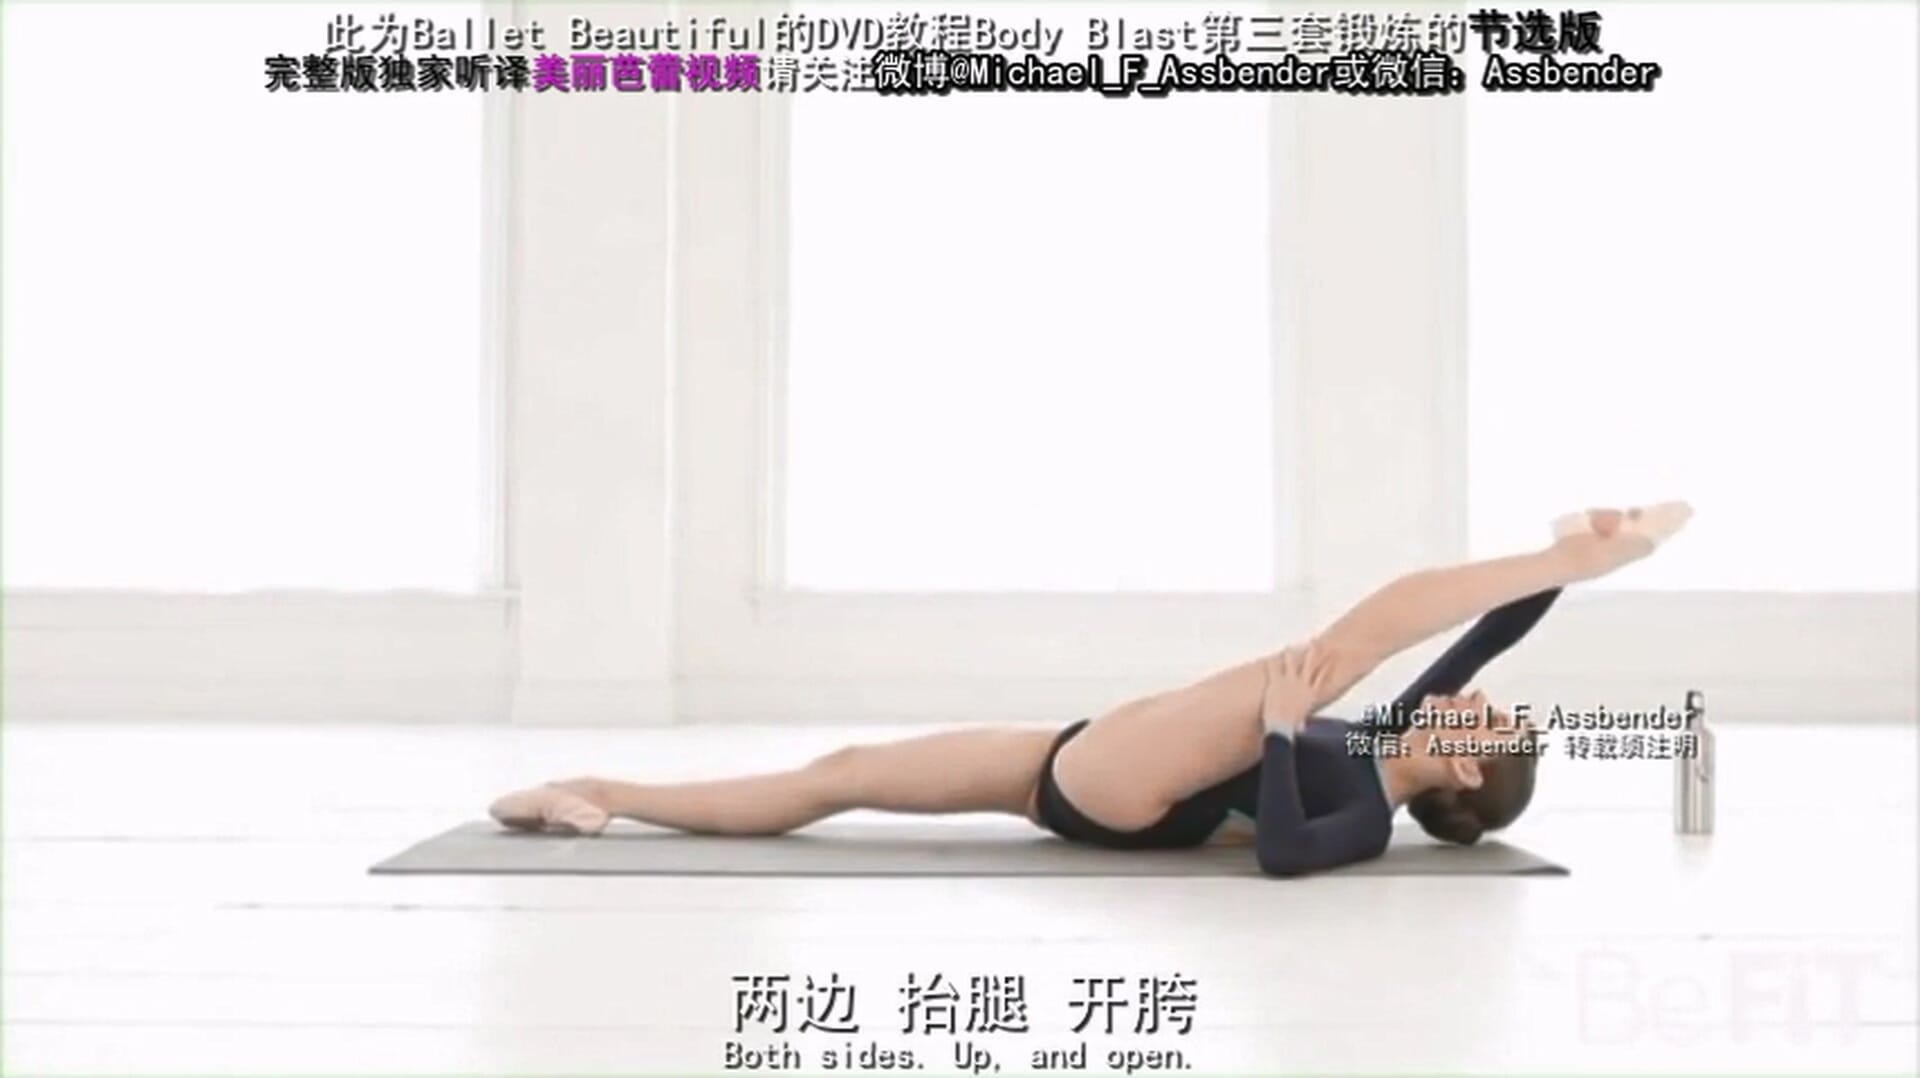 此为Ballet Beautiful的DVD教程Body Blast第三套锻炼的节选版
完整版独家听译美丽芭蕾视频请关注微博@Michael_F_Assbender或微信：Assbender
@Michael_F_Assbender
微信：Assbender 转载须注明
BeFiT
两边 抬腿 开胯
Both sides. Up, and open.